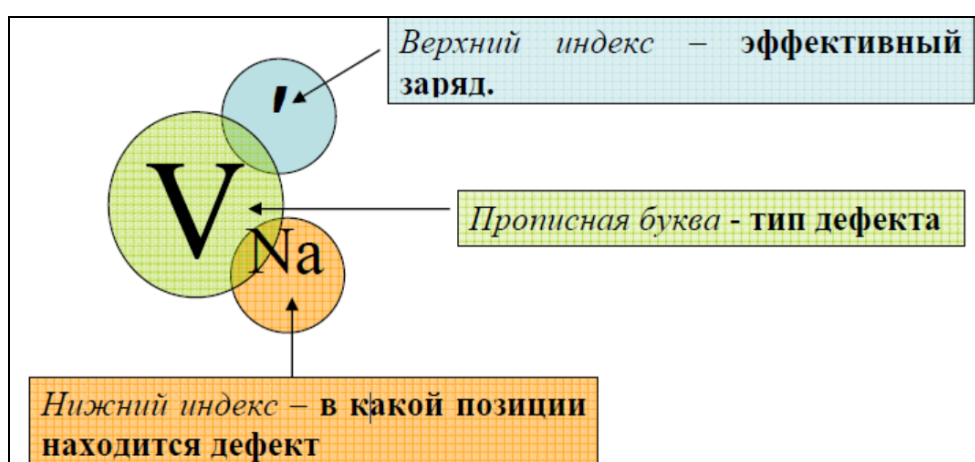 Верхний индекс – эффективный
заряд.
′
V
Na
Прописная буква - тип дефекта
Нижний индекс – в какой позиции
находится дефект